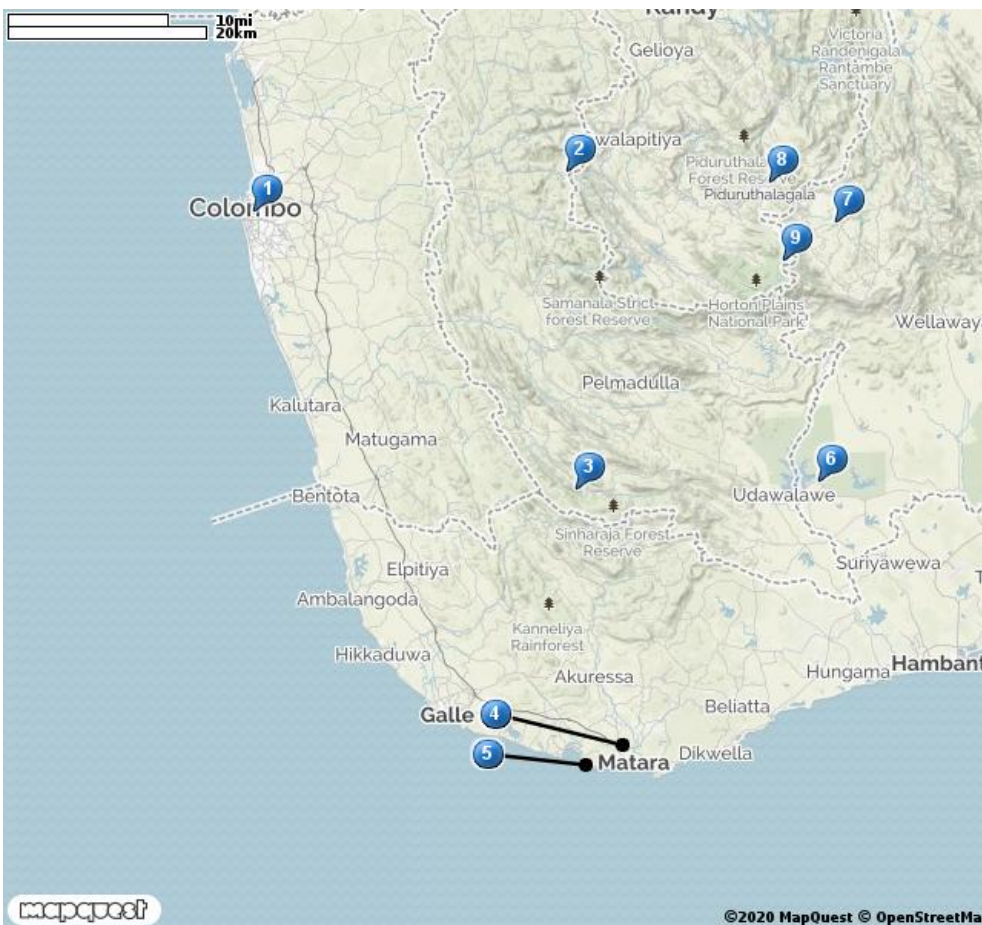 10mi
20km
Kandy
Gelioya
Victoria
Randenigala
Rantambe
Sanctuary
2
walapitiya
8
Piduruthala
Forest Reserve
Piduruthalagala
1
Colombo
7
9
Samanala Strict
forest Reserve
Horton Plains
National Park
Wellaway
Pelmadulla
Kalutara
Matugama
3
6
Bentota
Udawalawe
Sinharaja Forest
Reserve
Elpitiya
Suriyawewa
Ambalangoda
Kanneliya
Rainforest
Hikkaduwa
Akuressa
Hungama
Hambant
Beliatta
Galle
4
5
Matara
Dikwella
mapquest
©2020 MapQuest © OpenStreetMa